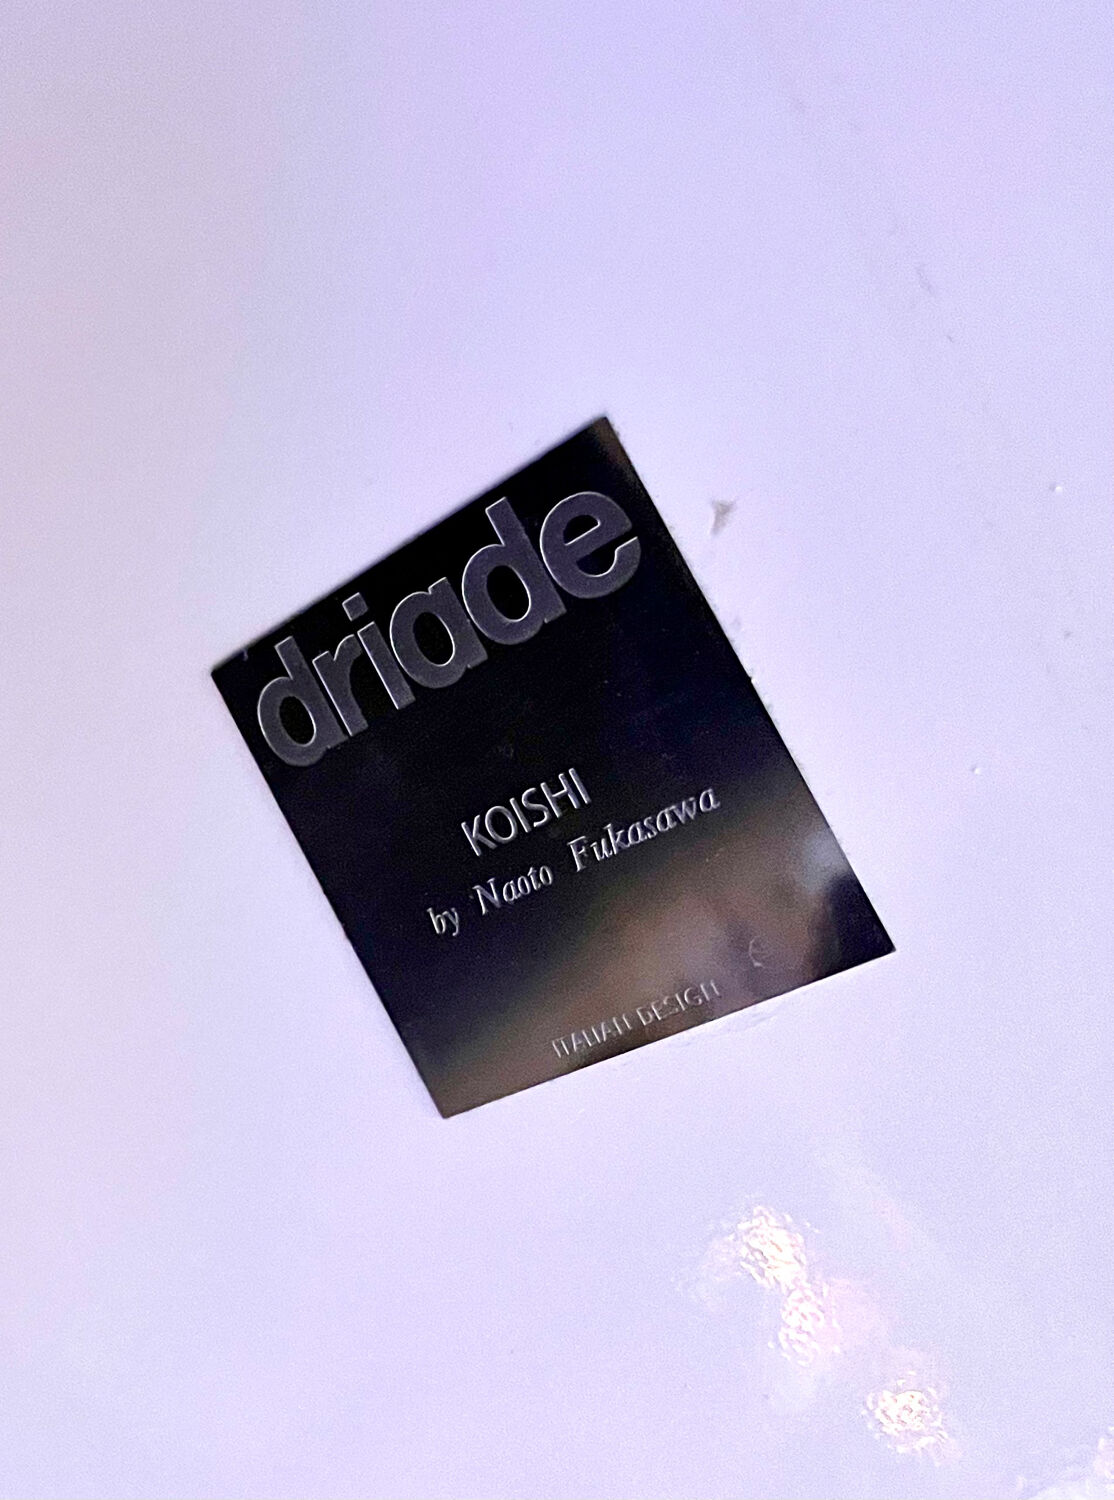 driade
KOISHI
by Naoto Fukasawa
ITALIAN DESIGN